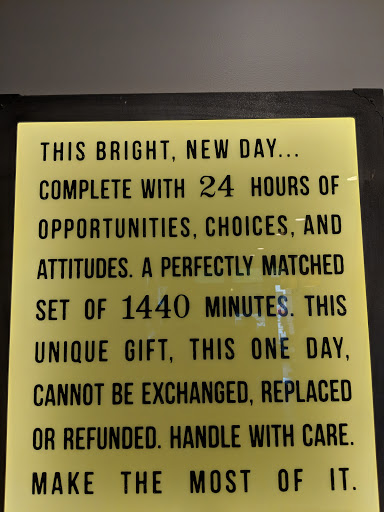 THIS BRIGHT, NEW DAY...
COMPLETE WITH 24 HOURS OF
OPPORTUNITIES, CHOICES, AND
ATTITUDES. A PERFECTLY MATCHED
SET OF 1440 MINUTES. THIS
UNIQUE GIFT, THIS ONE DAY,
CANNOT BE EXCHANGED, REPLACED
OR REFUNDED. HANDLE WITH CARE.
MAKE THE MOST OF IT.